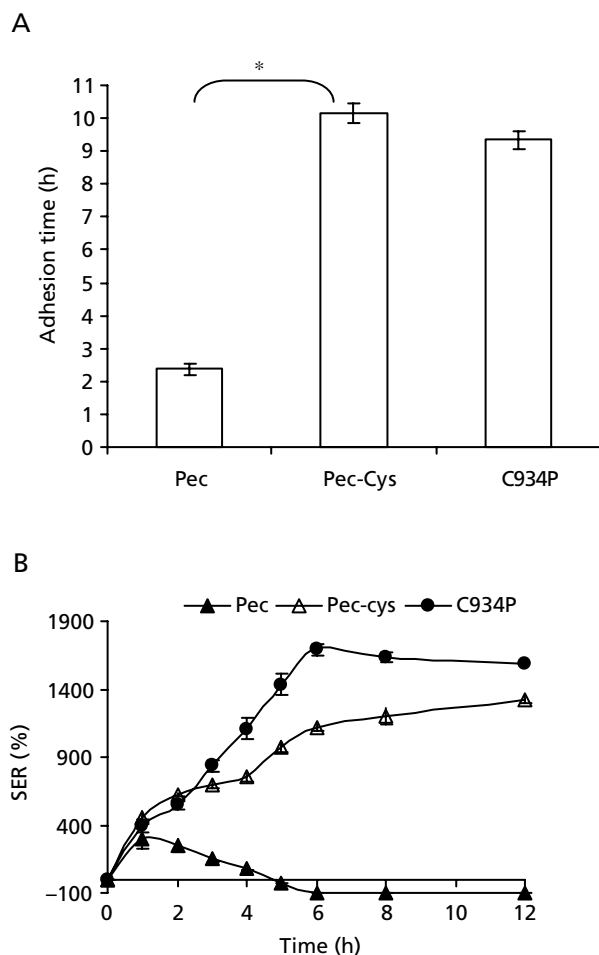 A
*
11
10
9
8
7
6
5
4
3
2
1
0
Adhesion time (h)
Pec Pec-Cys C934P
B
Pec Pec-cys C934P
1900
1400
900
400
–100
SER (%)
0 2 4 6 8 10 12
Time (h)